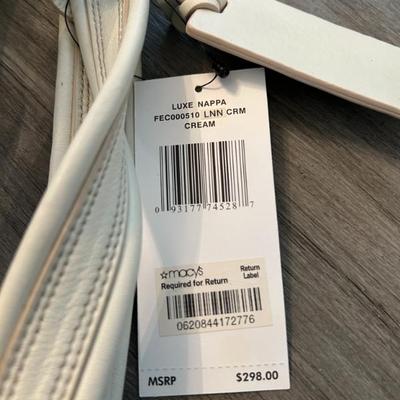 LUXE NAPPA
FEC000510 LNN CRM
CREAM
0 93177 74528 7
★macy's Return
Required for Return Label
0620844172776
MSRP $298.00